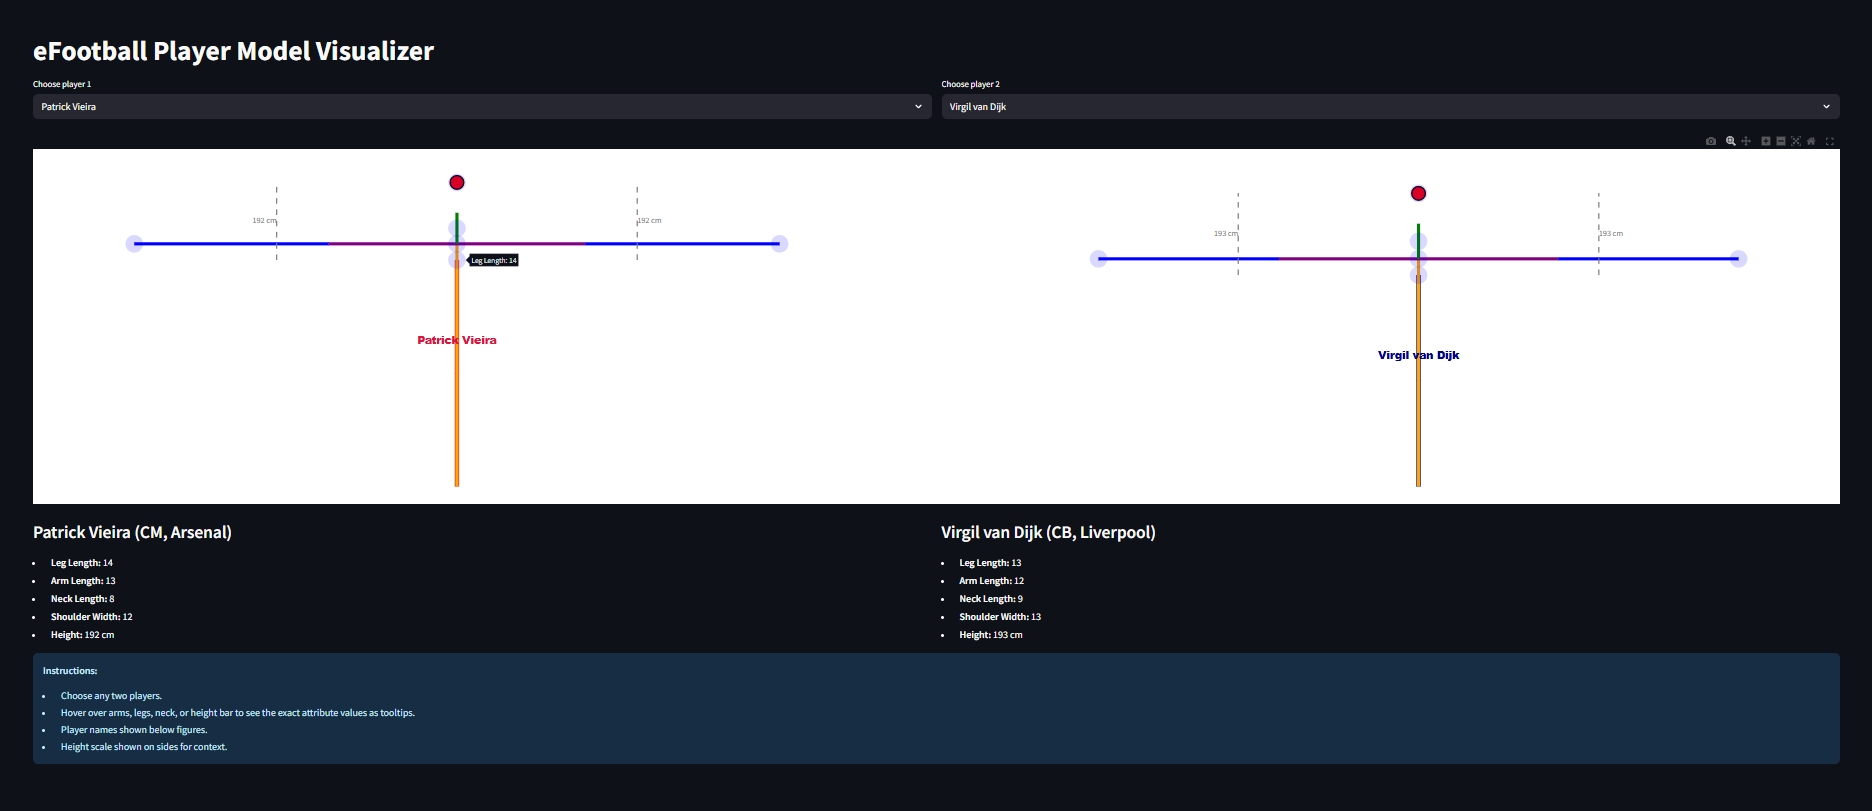 eFootball Player Model Visualizer
Choose player 1
Choose player 2
Patrick Vieira
Virgil van Dijk
192 cm
192 cm
193 cm
193 cm
Leg Length: 14
Patrick Vieira
Virgil van Dijk
Patrick Vieira (CM, Arsenal)
Leg Length: 14
Arm Length: 13
Neck Length: 8
Shoulder Width: 12
Height: 192 cm
Virgil van Dijk (CB, Liverpool)
Leg Length: 13
Arm Length: 12
Neck Length: 9
Shoulder Width: 13
Height: 193 cm
Instructions:
Choose any two players.
Hover over arms, legs, neck, or height bar to see the exact attribute values as tooltips.
Player names shown below figures.
Height scale shown on sides for context.